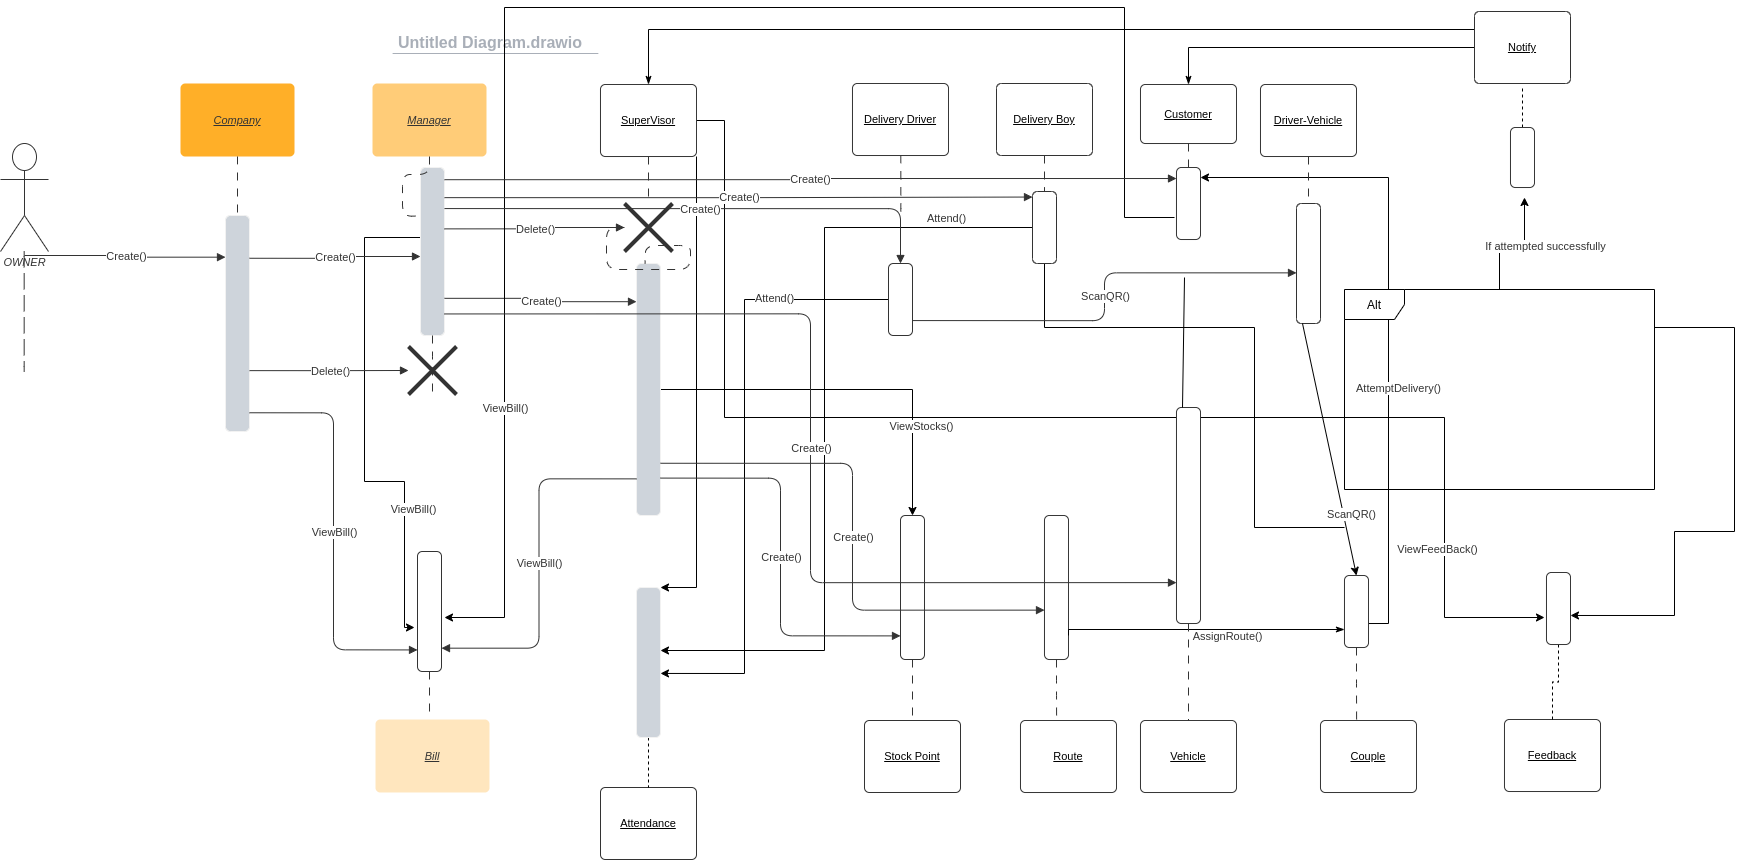 Untitled Diagram.drawio
Notify
Company
Manager
SuperVisor
Delivery Driver
Delivery Boy
Customer
Driver-Vehicle
Create()
Create()
Create()
Attend()
Delete()
OWNER
Create()
Create()
If attempted successfully
Attend()
ScanQR()
Create()
Alt
Delete()
AttemptDelivery()
ViewBill()
ViewStocks()
Create()
ViewBill()
ScanQR()
ViewBill()
Create()
ViewFeedBack()
Create()
ViewBill()
AssignRoute()
Bill
Stock Point
Route
Vehicle
Couple
Feedback
Attendance